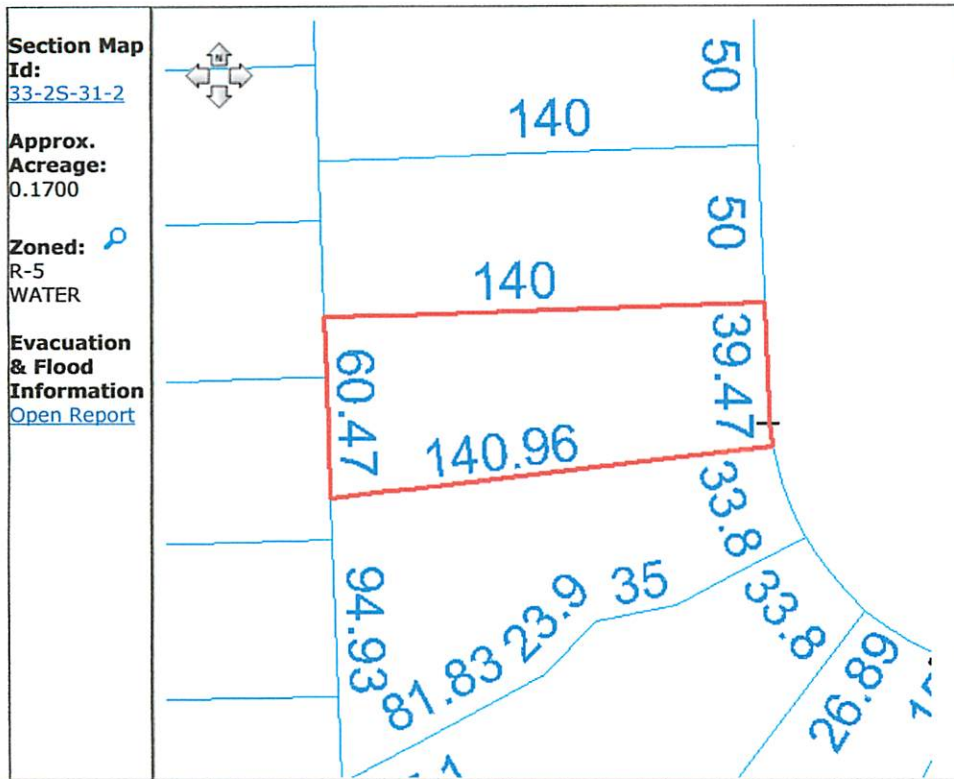 Section Map
Id:
33-2S-31-2
Approx.
Acreage:
0.1700
Zoned:
R-5
WATER
Evacuation
& Flood
Information
Open Report
N
50
140
50
140
39.47
60.47
140.96
33.8
35
33.8
23.9
94.93
81.83
26.89